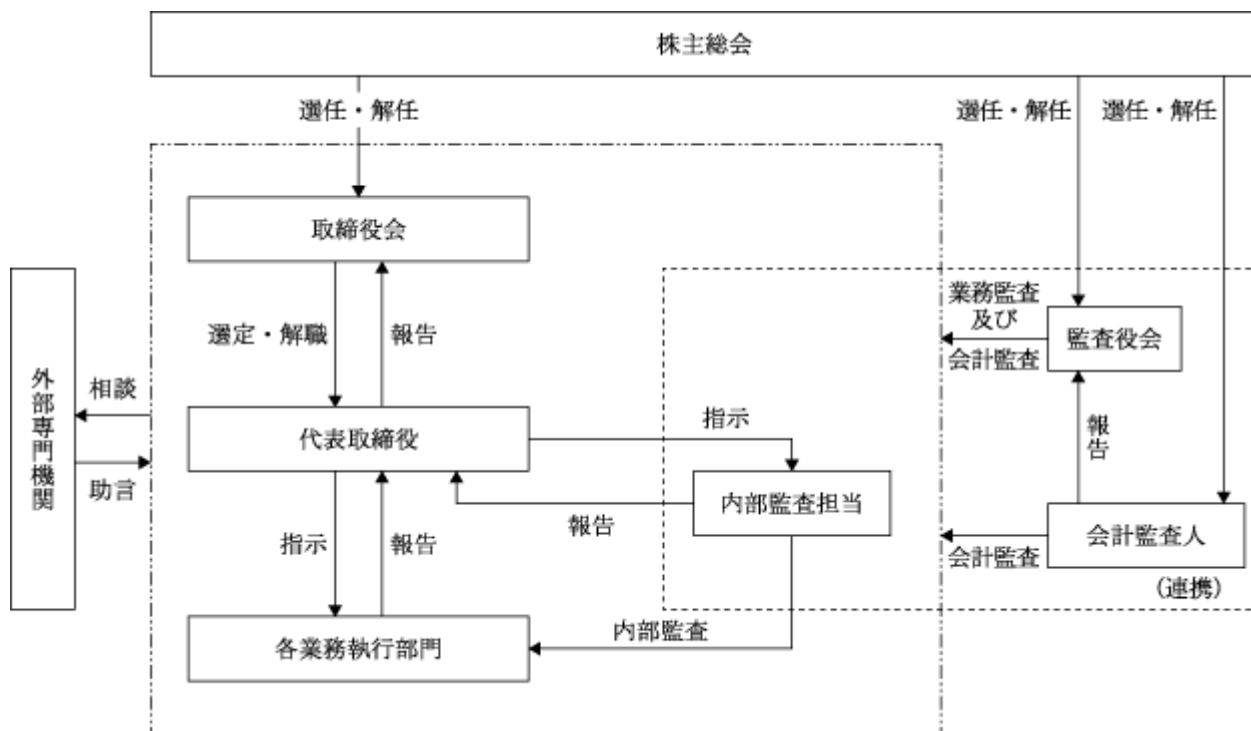 株主総会
選任・解任
選任・解任
選任・解任
取締役会
選定・解職
報告
業務監査
及び
会計監査
監査役会
外部専門機関
相談
助言
代表取締役
指示
報告
内部監査担当
報告
会計監査
会計監査人
(連携)
指示
報告
内部監査
各業務執行部門